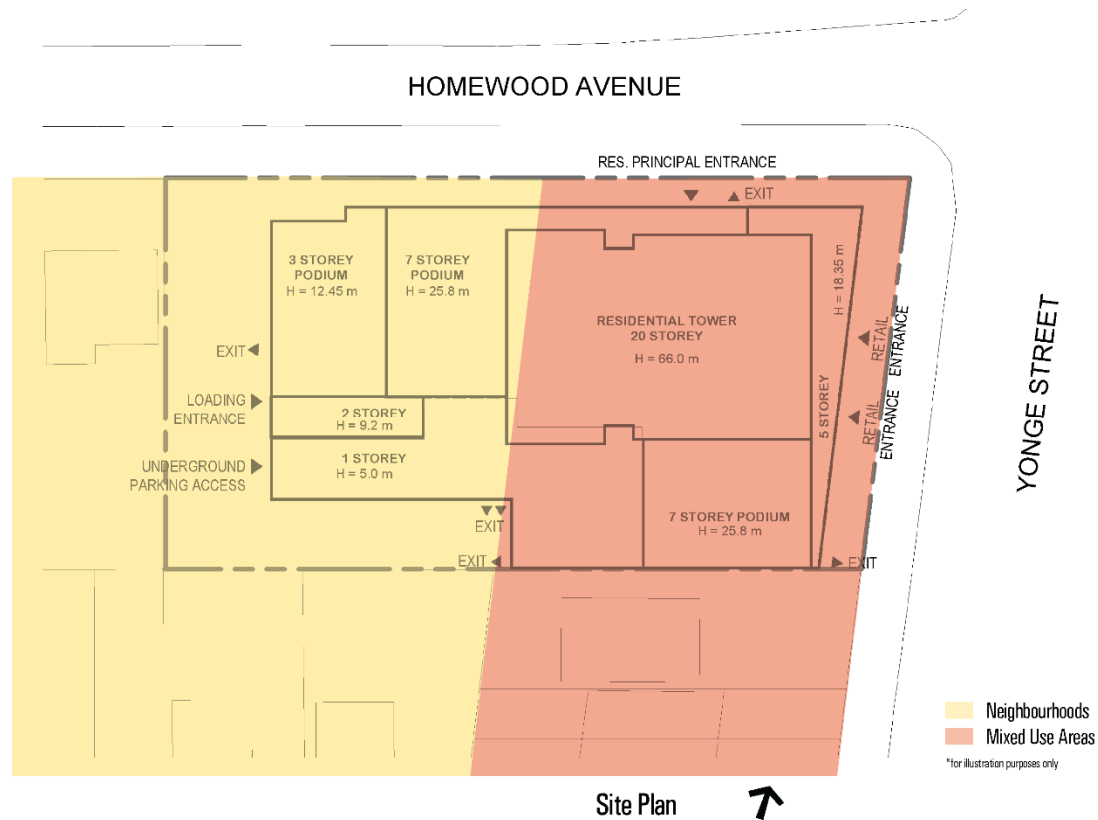 HOMEWOOD AVENUE
RES. PRINCIPAL ENTRANCE
EXIT
3 STOREY
PODIUM
H = 12.45 m
7 STOREY
PODIUM
H = 25.8 m
RESIDENTIAL TOWER
20 STOREY
H = 66.0 m
H = 18.35 m
5 STOREY
RETAIL
ENTRANCE
RETAIL
ENTRANCE
YONGE STREET
EXIT
LOADING
ENTRANCE
2 STOREY
H = 9.2 m
UNDERGROUND
PARKING ACCESS
1 STOREY
H = 5.0 m
EXIT
7 STOREY PODIUM
H = 25.8 m
EXIT
EXIT
Neighbourhoods
Mixed Use Areas
*for illustration purposes only
Site Plan